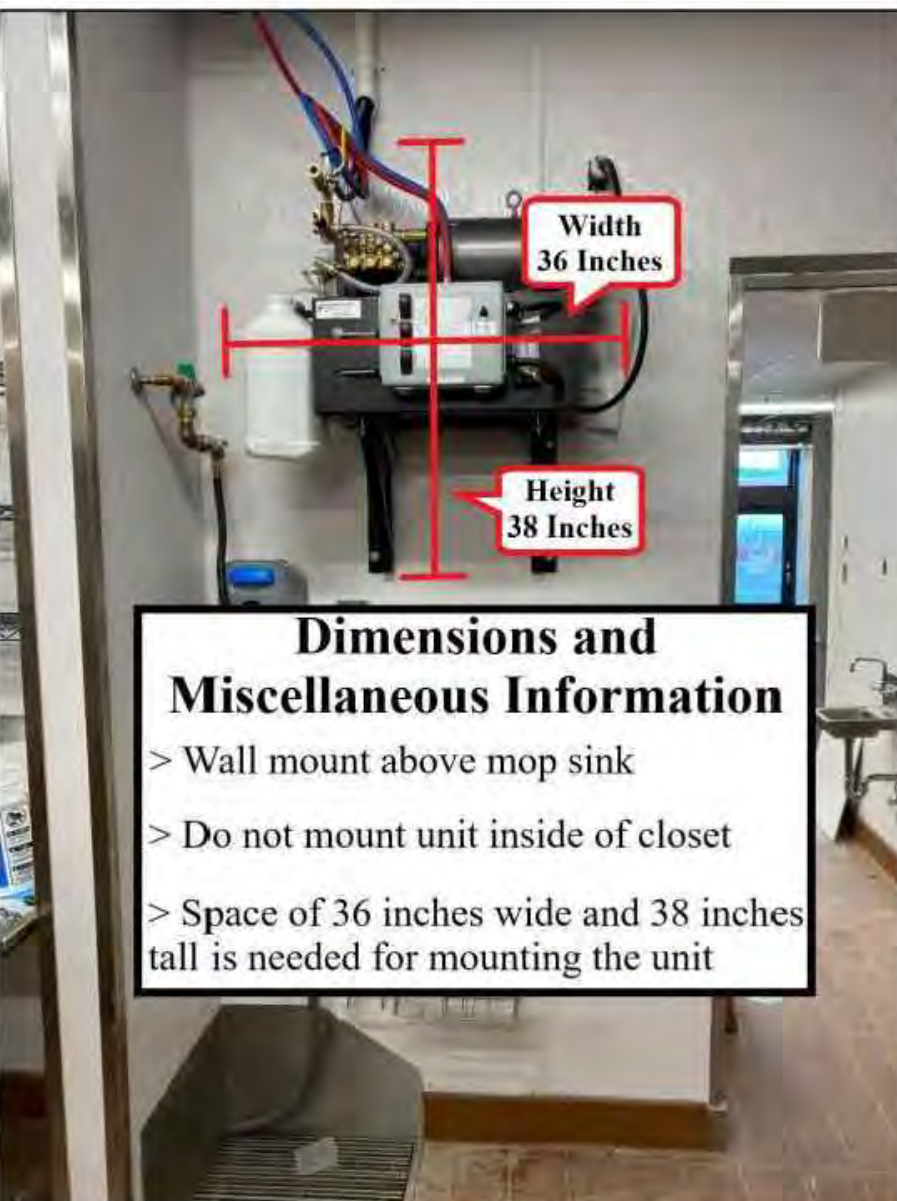 Width
36 Inches
Height
38 Inches
Dimensions and
Miscellaneous Information
> Wall mount above mop sink
> Do not mount unit inside of closet
> Space of 36 inches wide and 38 inches
tall is needed for mounting the unit